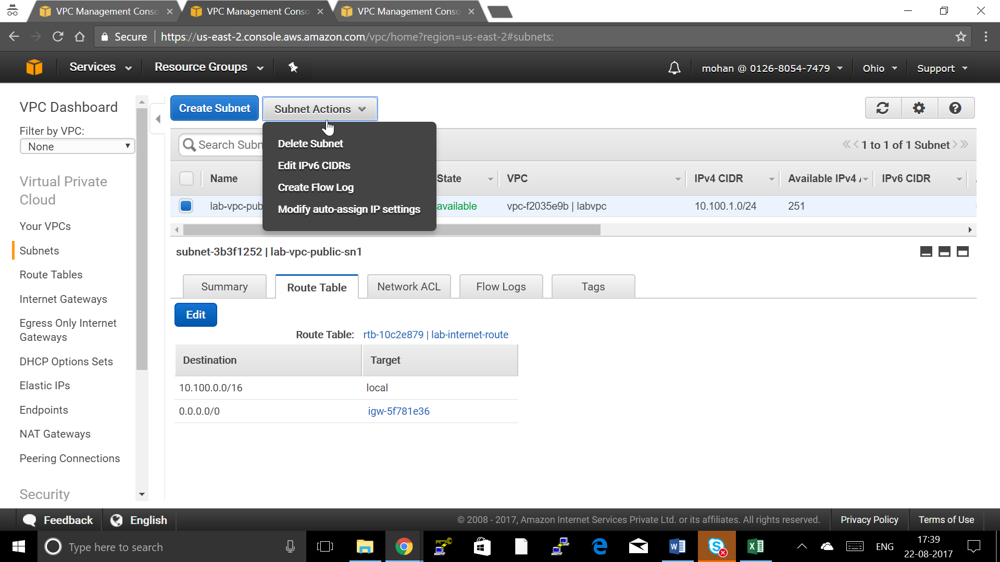 VPC Management Conso
VPC Management Conso
VPC Management Conso
Secure
https://us-east-2.console.aws.amazon.com/vpc/home?region=us-east-2#subnets:
Services
Resource Groups
mohan @ 0126-8054-7479
Ohio
Support
VPC Dashboard
Filter by VPC:
None
Virtual Private
Cloud
Your VPCs
Subnets
Route Tables
Internet Gateways
Egress Only Internet
Gateways
DHCP Options Sets
Elastic IPs
Endpoints
NAT Gateways
Peering Connections
Security
Create Subnet
Subnet Actions
Delete Subnet
Edit IPv6 CIDRs
Create Flow Log
Modify auto-assign IP settings
Search Subn
1 to 1 of 1 Subnet
Name
State
VPC
IPv4 CIDR
Available IPv4
IPv6 CIDR
lab-vpc-pub
available
vpc-f2035e9b | labvpc
10.100.1.0/24
251
subnet-3b3f1252 | lab-vpc-public-sn1
Summary
Route Table
Network ACL
Flow Logs
Tags
Edit
Route Table: rtb-10c2e879 | lab-internet-route
Destination
Target
10.100.0.0/16
local
0.0.0.0/0
igw-5f781e36
Feedback
English
© 2008 - 2017, Amazon Internet Services Private Ltd. or its affiliates. All rights reserved.
Privacy Policy
Terms of Use
Type here to search
ENG
17:39
22-08-2017